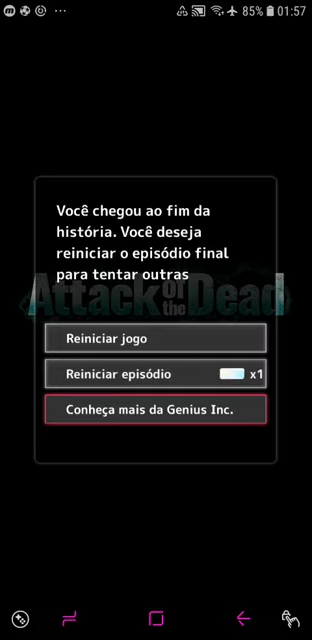 85% 01:57
Você chegou ao fim da
história. Você deseja
reiniciar o episódio final
para tentar outras
Attack of the Dead
Reiniciar jogo
Reiniciar episódio x1
Conheça mais da Genius Inc.